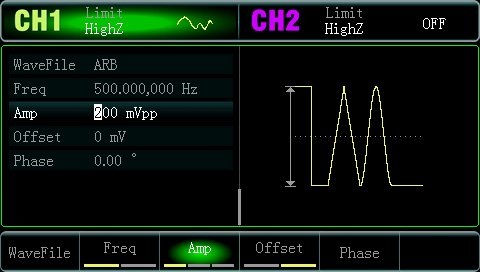 CH1 Limit HighZ
CH2 Limit HighZ OFF
WaveFile ARB
Freq 500.000,000 Hz
Amp 200 mVpp
Offset 0 mV
Phase 0.00 °
WaveFile Freq Amp Offset Phase